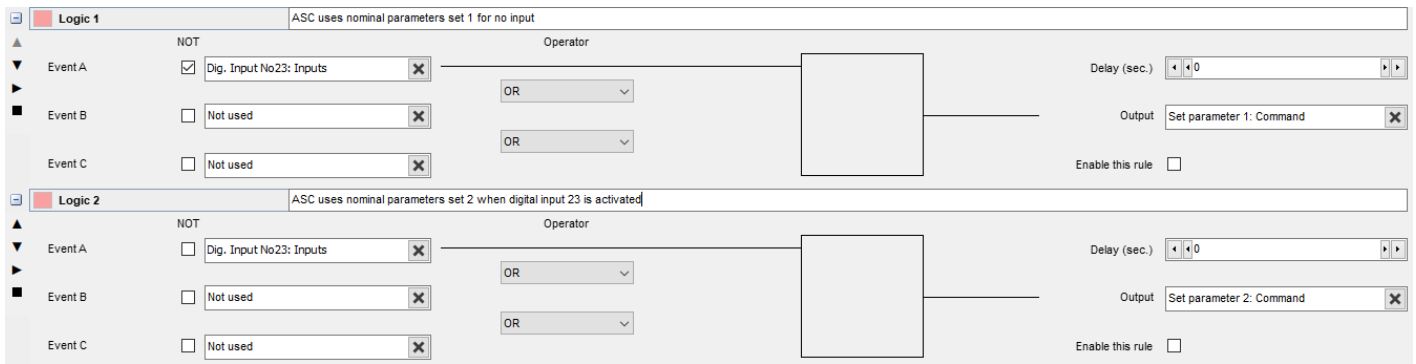 Logic 1 ASC uses nominal parameters set 1 for no input
NOT Operator
Event A Dig. Input No23: Inputs Delay (sec.) 0
OR
Event B Not used Output Set parameter 1: Command
OR
Event C Not used Enable this rule
Logic 2 ASC uses nominal parameters set 2 when digital input 23 is activated
NOT Operator
Event A Dig. Input No23: Inputs Delay (sec.) 0
OR
Event B Not used Output Set parameter 2: Command
OR
Event C Not used Enable this rule